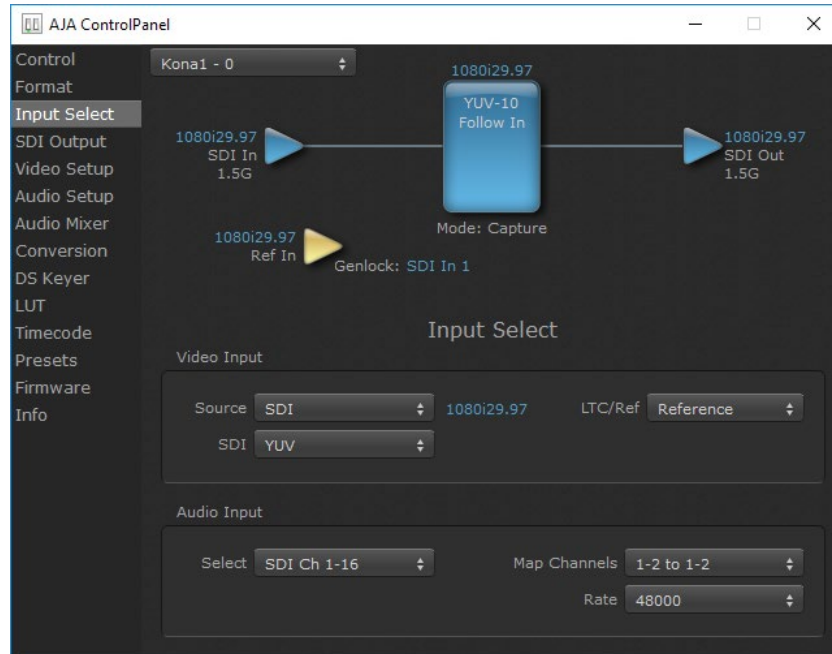 AJA ControlPanel
Control
Format
Input Select
SDI Output
Video Setup
Audio Setup
Audio Mixer
Conversion
DS Keyer
LUT
Timecode
Presets
Firmware
Info
Kona1 - 0
1080i29.97
YUV-10
Follow In
1080i29.97
SDI In
1.5G
1080i29.97
SDI Out
1.5G
Mode: Capture
1080i29.97
Ref In
Genlock: SDI In 1
Input Select
Video Input
Source SDI 1080i29.97 LTC/Ref Reference
SDI YUV
Audio Input
Select SDI Ch 1-16 Map Channels 1-2 to 1-2
Rate 48000